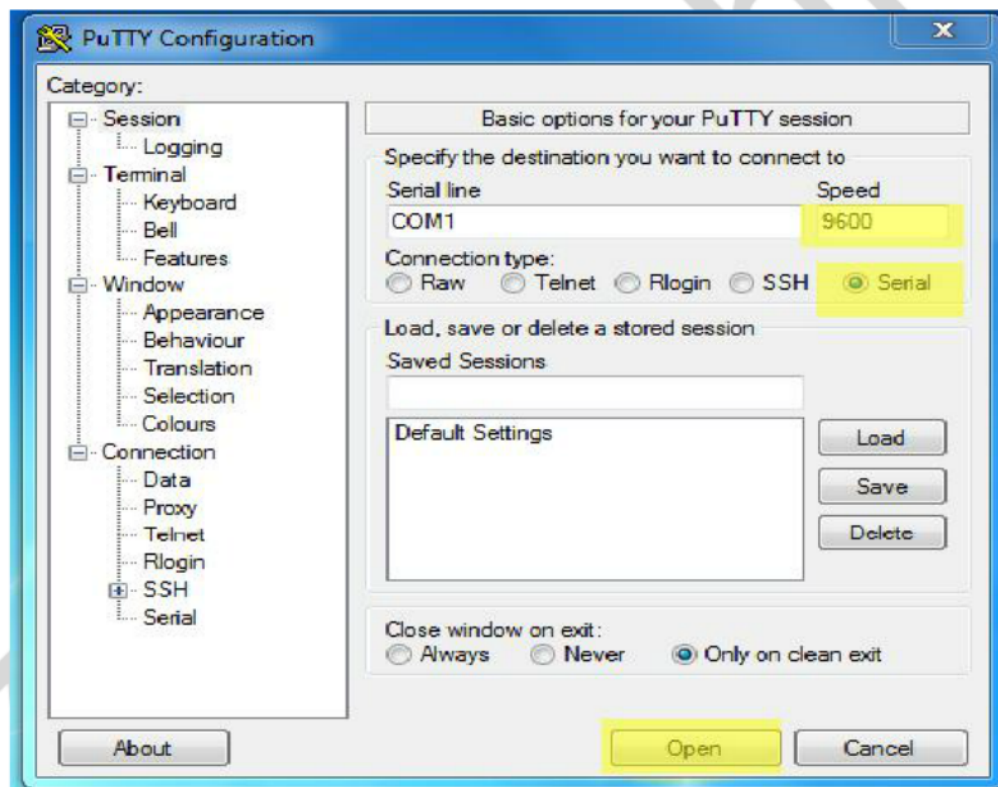 PuTTY Configuration
Category:
Session
Logging
Terminal
Keyboard
Bell
Features
Window
Appearance
Behaviour
Translation
Selection
Colours
Connection
Data
Proxy
Telnet
Rlogin
SSH
Serial
Basic options for your PuTTY session
Specify the destination you want to connect to
Serial line Speed
COM1 9600
Connection type:
Raw Telnet Rlogin SSH Serial
Load, save or delete a stored session
Saved Sessions
Default Settings
Load
Save
Delete
Close window on exit:
Always Never Only on clean exit
About Open Cancel